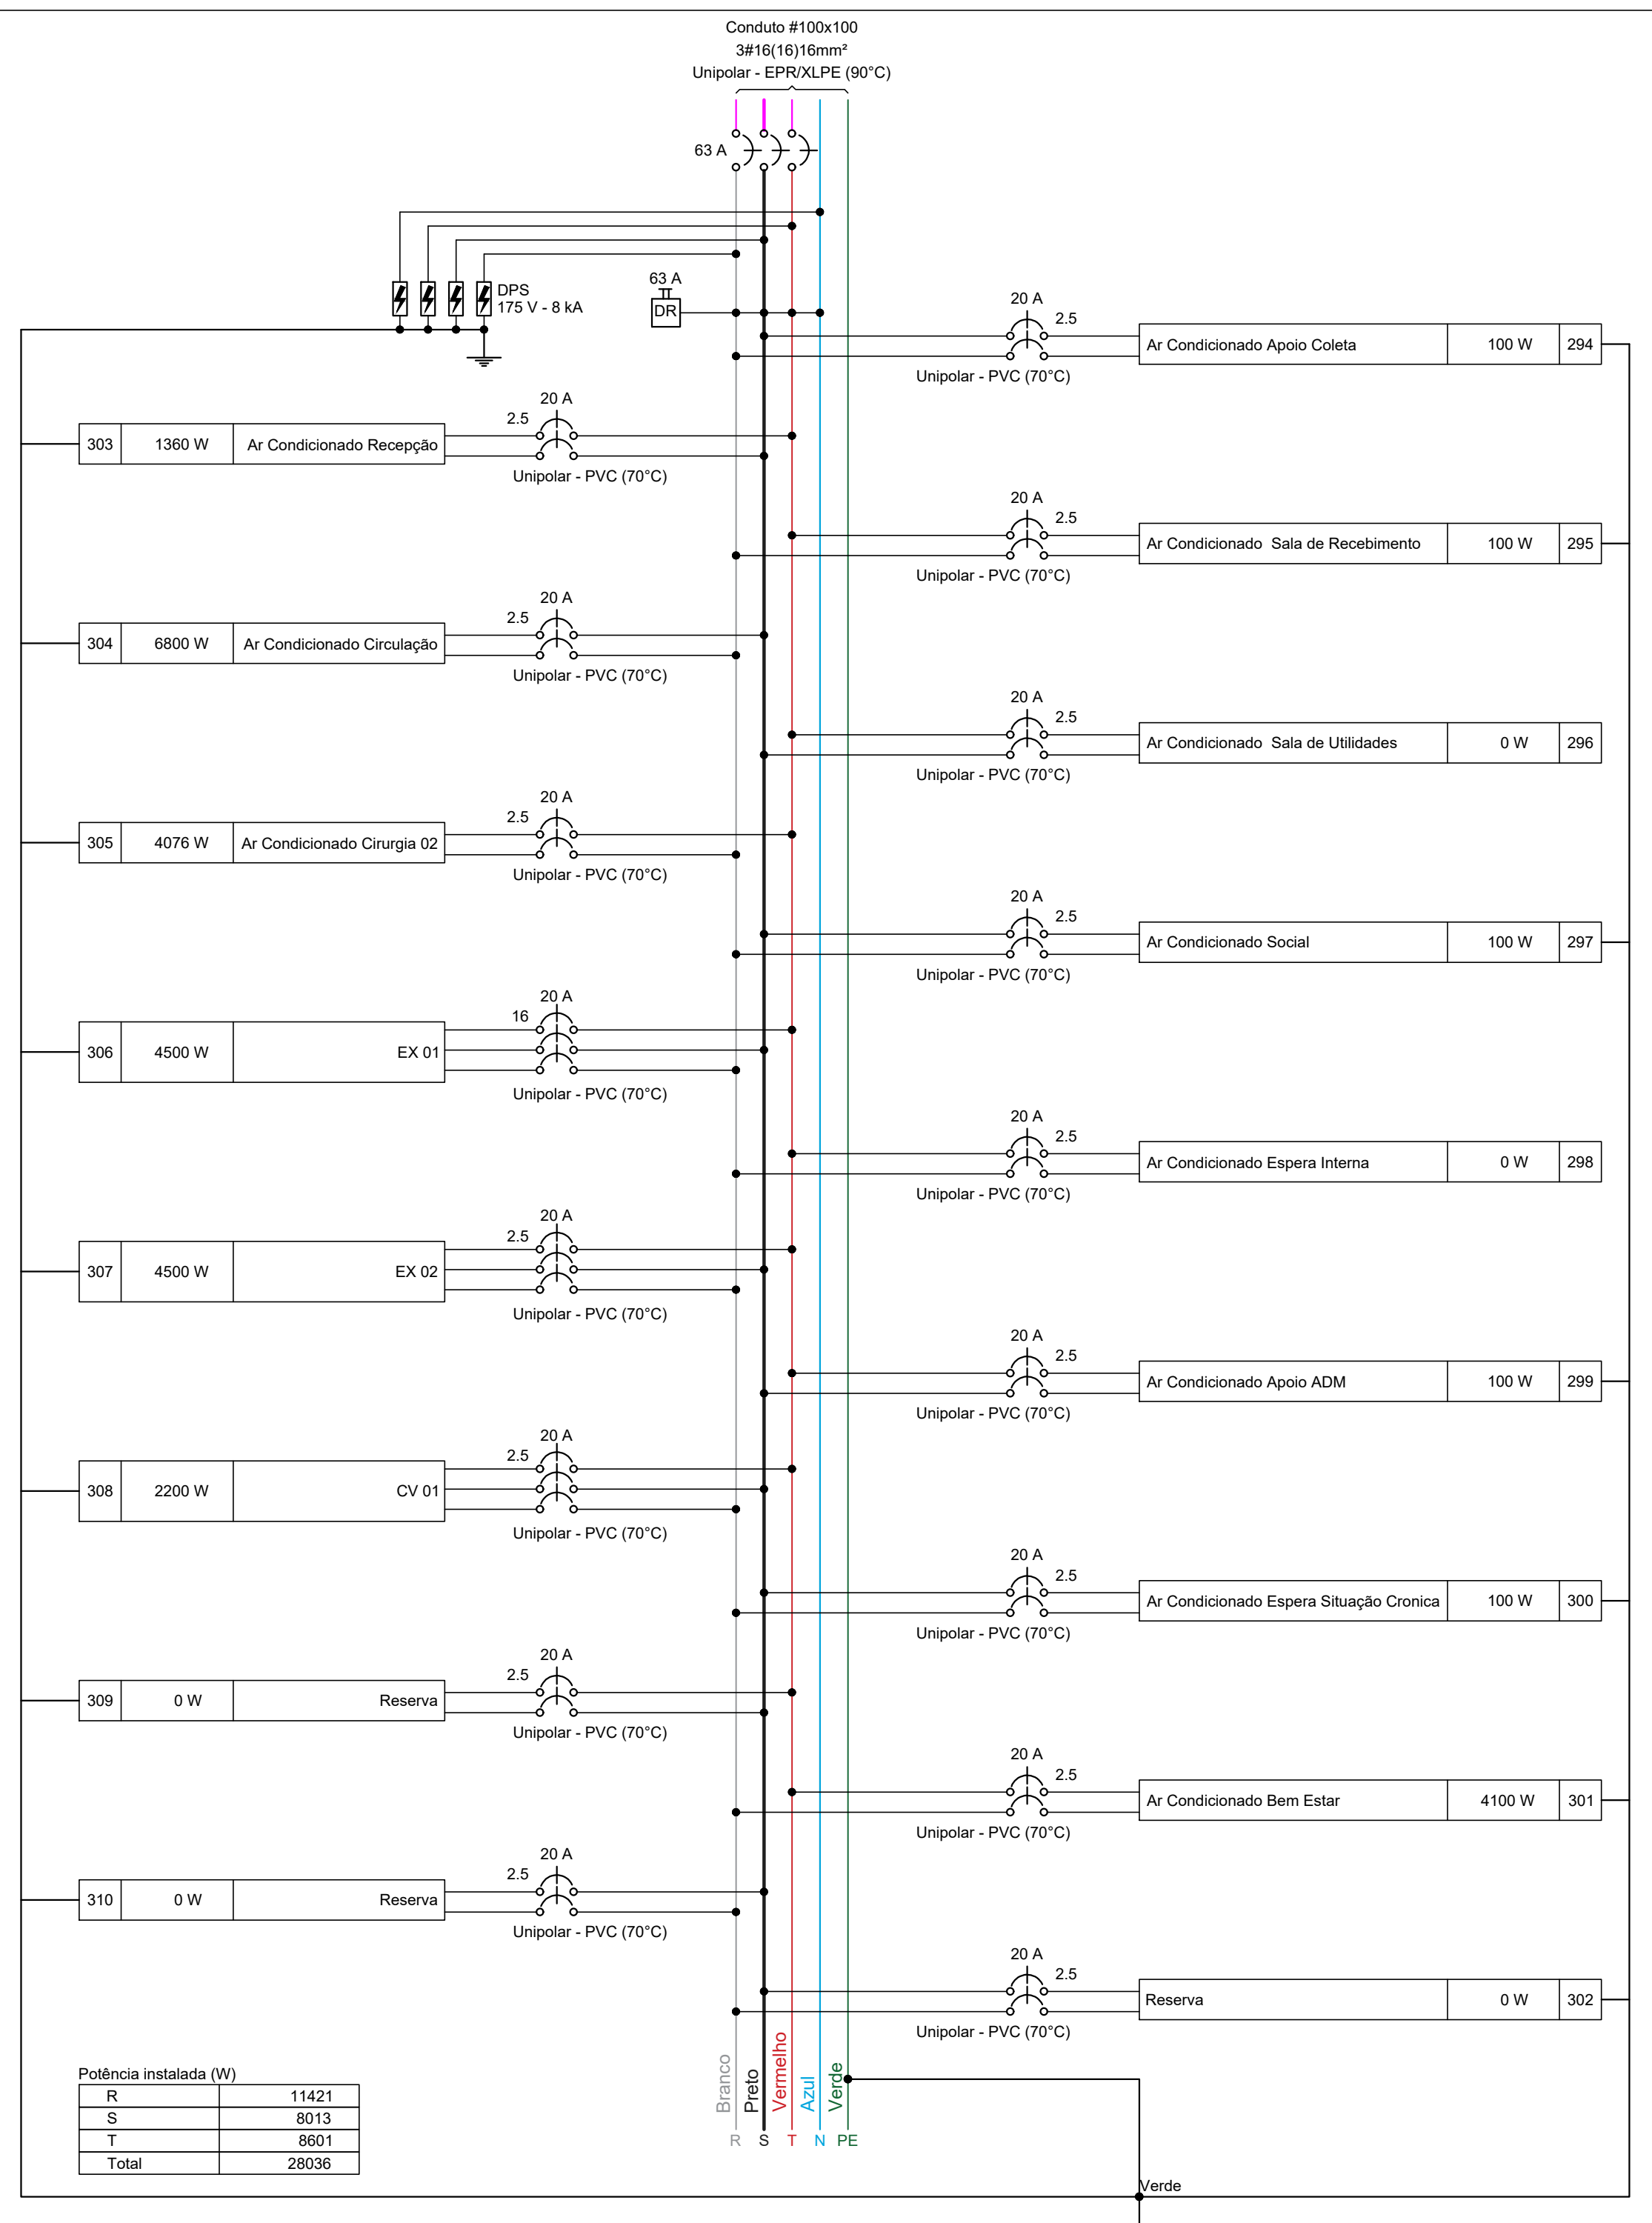 Conduto #100x100
3#16(16)16mm²
Unipolar - EPR/XLPE (90°C)
63 A
DPS
175 V - 8 kA
63 A
DR
20 A
2.5
Ar Condicionado Apoio Coleta 100 W 294
Unipolar - PVC (70°C)
20 A
2.5
303 1360 W Ar Condicionado Recepção
Unipolar - PVC (70°C)
20 A
2.5
Ar Condicionado  Sala de Recebimento 100 W 295
Unipolar - PVC (70°C)
20 A
2.5
304 6800 W Ar Condicionado Circulação
Unipolar - PVC (70°C)
20 A
2.5
Ar Condicionado  Sala de Utilidades 0 W 296
Unipolar - PVC (70°C)
20 A
2.5
305 4076 W Ar Condicionado Cirurgia 02
Unipolar - PVC (70°C)
20 A
2.5
Ar Condicionado Social 100 W 297
Unipolar - PVC (70°C)
20 A
16
306 4500 W EX 01
Unipolar - PVC (70°C)
20 A
2.5
Ar Condicionado Espera Interna 0 W 298
Unipolar - PVC (70°C)
20 A
2.5
307 4500 W EX 02
Unipolar - PVC (70°C)
20 A
2.5
Ar Condicionado Apoio ADM 100 W 299
Unipolar - PVC (70°C)
20 A
2.5
308 2200 W CV 01
Unipolar - PVC (70°C)
20 A
2.5
Ar Condicionado Espera Situação Cronica 100 W 300
Unipolar - PVC (70°C)
20 A
2.5
309 0 W Reserva
Unipolar - PVC (70°C)
20 A
2.5
Ar Condicionado Bem Estar 4100 W 301
Unipolar - PVC (70°C)
20 A
2.5
310 0 W Reserva
Unipolar - PVC (70°C)
20 A
2.5
Reserva 0 W 302
Unipolar - PVC (70°C)
Branco
Preto
Vermelho
Azul
Verde
R S T N PE
Potência instalada (W)
R 11421
S 8013
T 8601
Total 28036
Verde